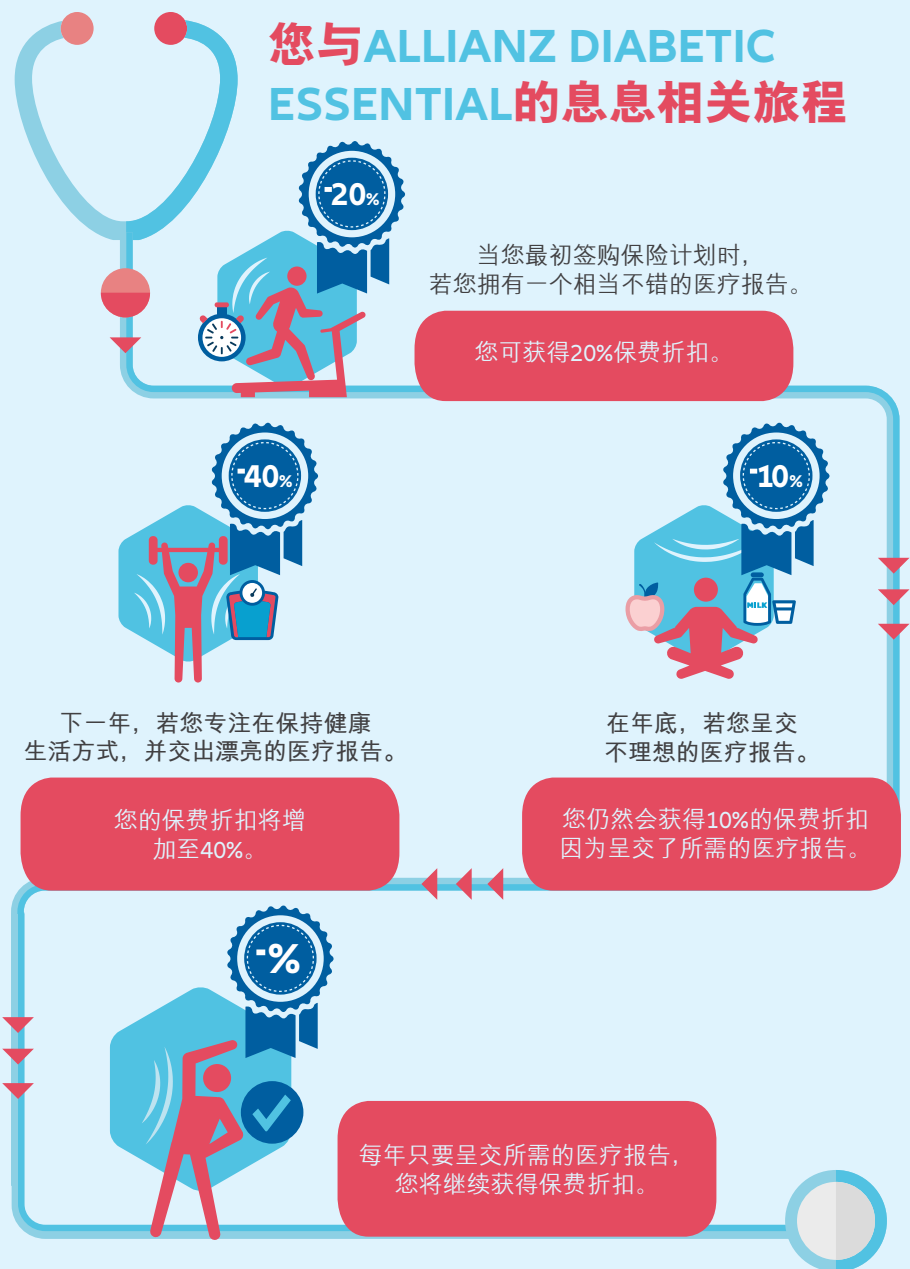 您与ALLIANZ DIABETIC
ESSENTIAL的息息相关旅程
-20%
当您最初签购保险计划时，
若您拥有一个相当不错的医疗报告。
您可获得20%保费折扣。
-10%
MILK
在年底，若您呈交
不理想的医疗报告。
您仍然会获得10%的保费折扣
因为呈交了所需的医疗报告。
-40%
下一年，若您专注在保持健康
生活方式，并交出漂亮的医疗报告。
您的保费折扣将增
加至40%。
-%
每年只要呈交所需的医疗报告，
您将继续获得保费折扣。